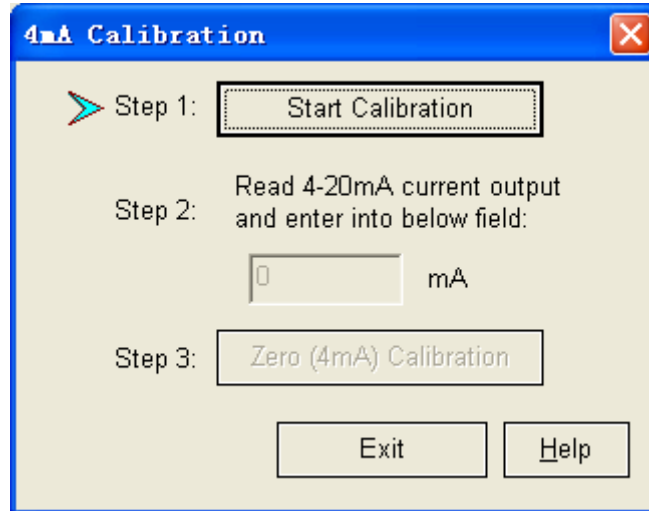 4mA Calibration
Step 1:
Start Calibration
Step 2:
Read 4-20mA current output
and enter into below field:
0
mA
Step 3:
Zero (4mA) Calibration
Exit
Help